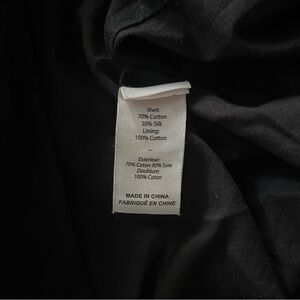 Shell:
70% Cotton
30% Silk
Lining:
100% Cotton
–
Exterieur:
70% Coton 30% Soie
Doublure:
100% Coton
MADE IN CHINA
FABRIQUÉ EN CHINE